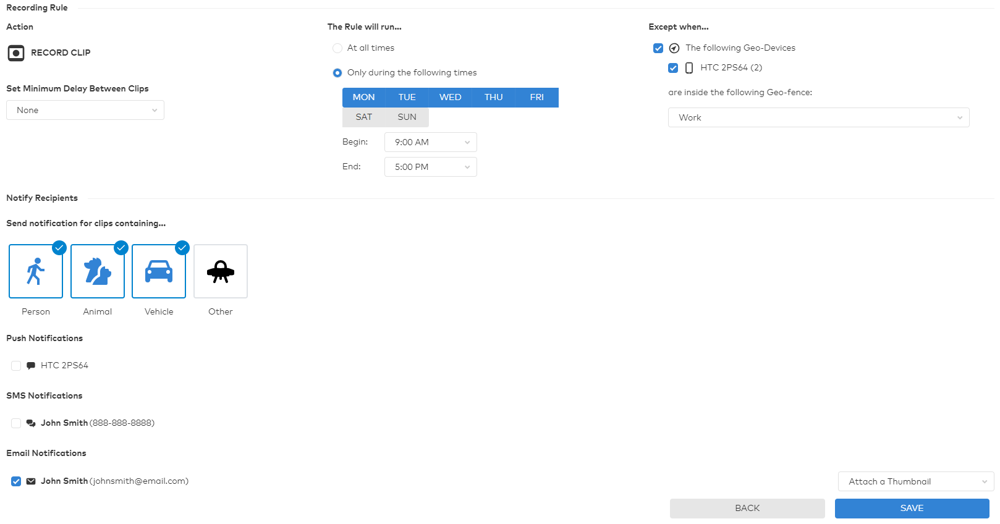 Recording Rule
Action
RECORD CLIP
Set Minimum Delay Between Clips
None
The Rule will run...
At all times
Only during the following times
MON TUE WED THU FRI
SAT SUN
Begin: 9:00 AM
End: 5:00 PM
Except when...
The following Geo-Devices
HTC 2PS64 (2)
are inside the following Geo-fence:
Work
Notify Recipients
Send notification for clips containing...
Person Animal Vehicle Other
Push Notifications
HTC 2PS64
SMS Notifications
John Smith (888-888-8888)
Email Notifications
John Smith (johnsmith@email.com)
Attach a Thumbnail
BACK SAVE